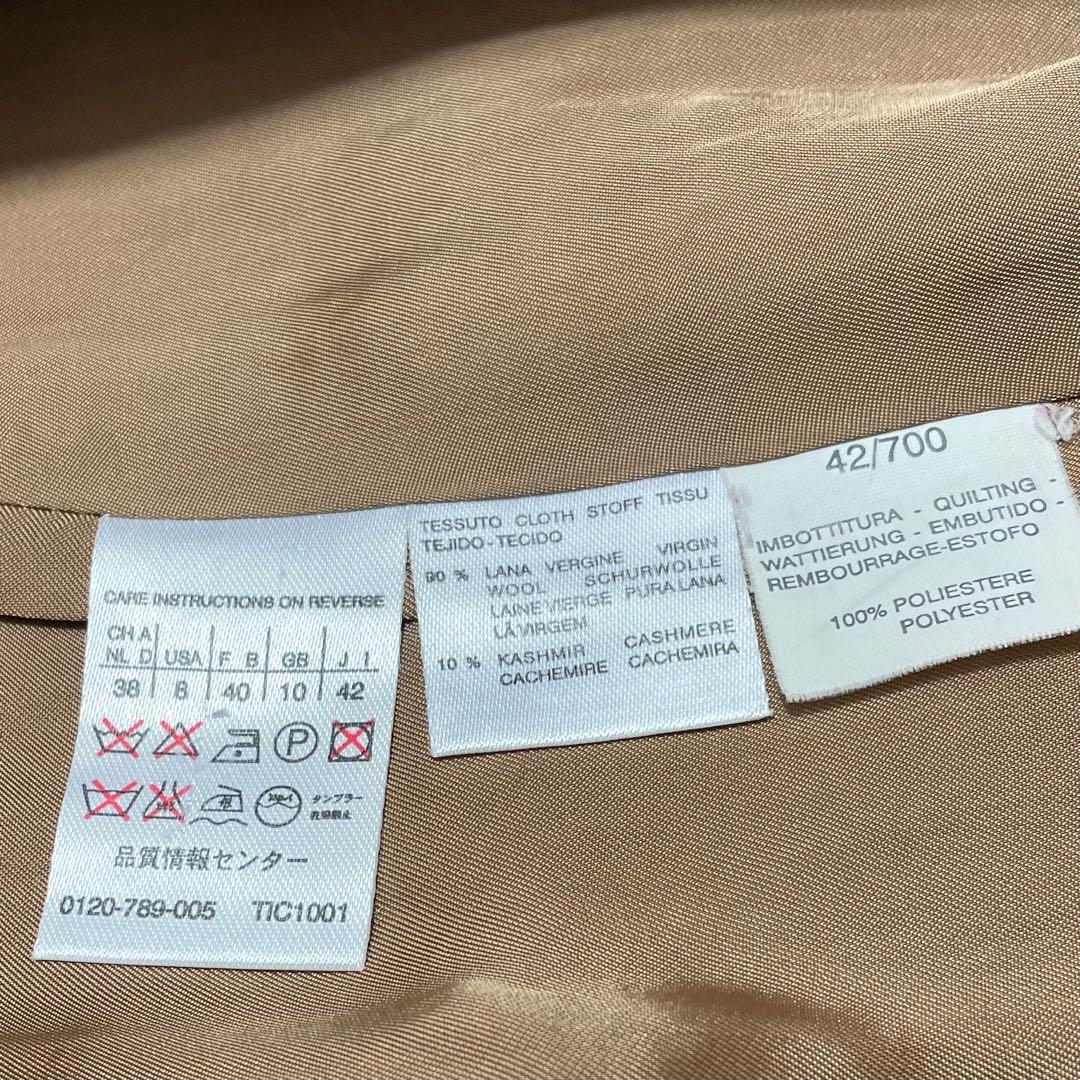 CARE INSTRUCTIONS ON REVERSE
CH A
NL D USA F B GB J I
38 8 40 10 42
P
タンブラー
乾燥禁止
品質情報センター
0120-789-005 TIC1001
TESSUTO CLOTH STOFF TISSU
TEJIDO-TECIDO
90 % LANA VERGINE VIRGIN
WOOL SCHURWOLLE
LAINE VIERGE PURA LANA
LÀ VIRGEM
10 % KASHMIR CASHMERE
CACHEMIRE CACHEMIRA
42/700
IMBOTTITURA - QUILTING -
WATTIERUNG - EMBUTIDO -
REMBOURRAGE-ESTOFO
100% POLIESTERE
POLYESTER